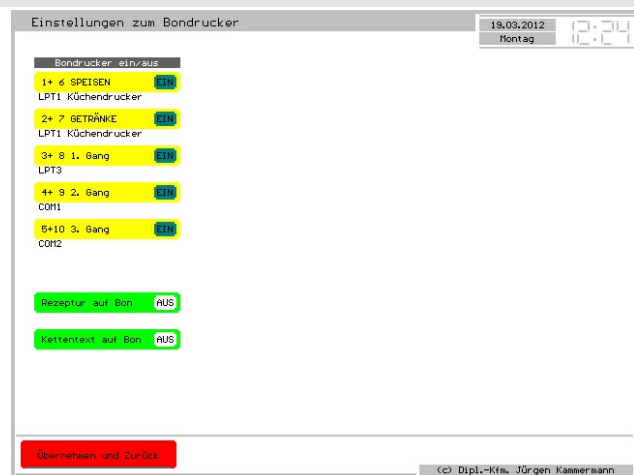 Einstellungen zum Bondrucker
19.03.2012
Montag
12:24
Bondrucker ein/aus
1+ 6 SPEISEN EIN
LPT1 Küchendrucker
2+ 7 GETRÄNKE EIN
LPT1 Küchendrucker
3+ 8 1. Gang EIN
LPT3
4+ 9 2. Gang EIN
COM1
5+10 3. Gang EIN
COM2
Rezeptur auf Bon AUS
Kettentext auf Bon AUS
Übernehmen und Zurück
(c) Dipl.-Kfm. Jürgen Kammermann